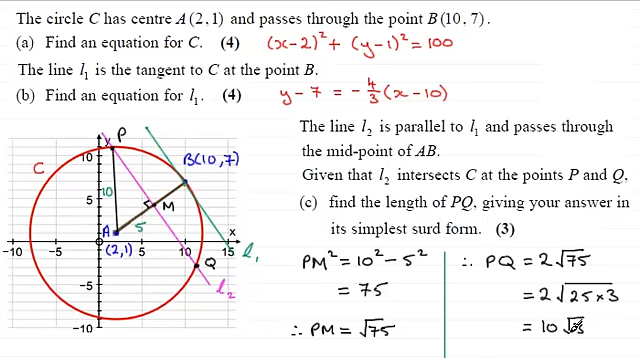 The circle C has centre A(2,1) and passes through the point B(10,7).
(a) Find an equation for C. (4) (x-2)² + (y-1)² = 100
The line l₁ is the tangent to C at the point B.
(b) Find an equation for l₁. (4) y - 7 = -4/3(x - 10)
The line l₂ is parallel to l₁ and passes through
the mid-point of AB.
Given that l₂ intersects C at the points P and Q,
(c) find the length of PQ, giving your answer in
its simplest surd form. (3)
y
P
10
C
B(10,7)
10
5
M
5
A
x
-10
-5
0
(2,1)
5
10
15
l₁
Q
l₂
-5
-10
PM² = 10² - 5²
= 75
∴ PM = √75
∴ PQ = 2√75
= 2√25×3
= 10√3